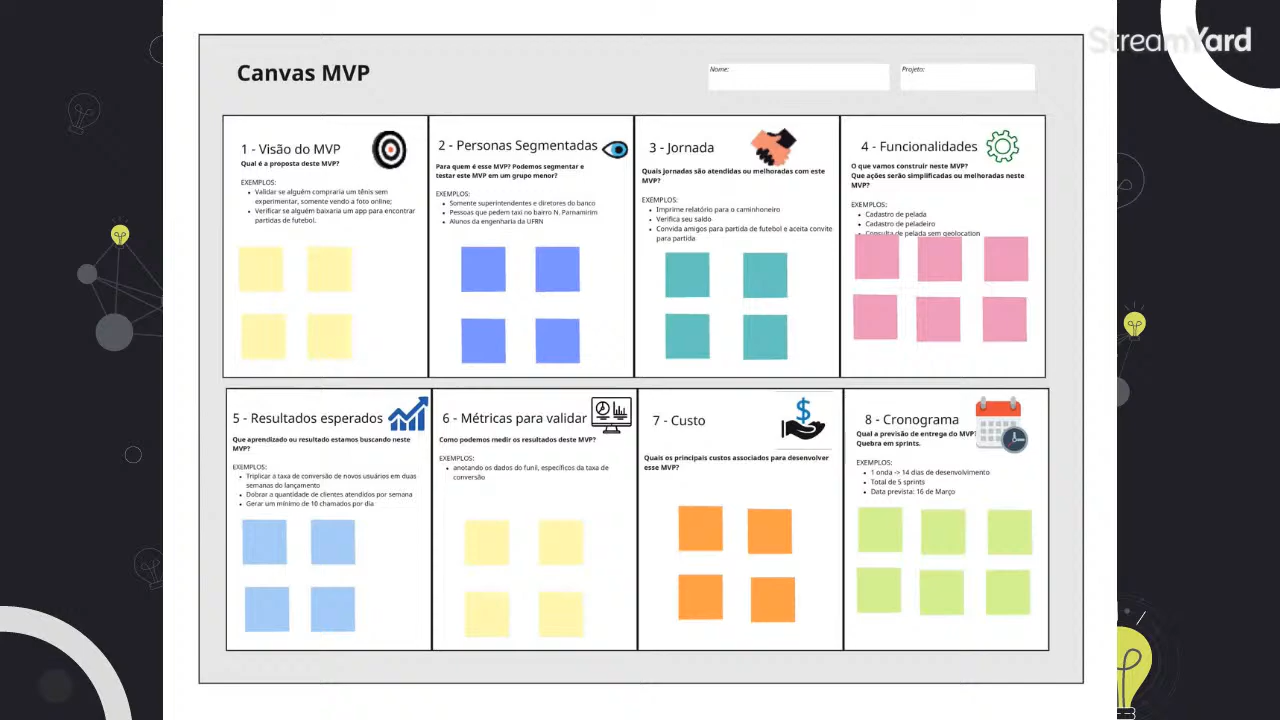 StreamYard
Canvas MVP
Nome:
Projeto:
1 - Visão do MVP
Qual é a proposta deste MVP?
EXEMPLOS:
• Validar se alguém compraria um tênis sem
experimentar, somente vendo a foto online;
• Verificar se alguém baixaria um app para encontrar
partidas de futebol.
2 - Personas Segmentadas
Para quem é esse MVP? Podemos segmentar e
testar este MVP em um grupo menor?
EXEMPLOS:
• Somente superintendentes e diretores do banco
• Pessoas que pedem taxi no bairro N. Parnamirim
• Alunos da engenharia da UFRN
3 - Jornada
Quais jornadas são atendidas ou melhoradas com este
MVP?
EXEMPLOS:
• Imprime relatório para o caminhoneiro
• Verifica seu saldo
• Convida amigos para partida de futebol e aceita convite
para partida
4 - Funcionalidades
O que vamos construir neste MVP?
Que ações serão simplificadas ou melhoradas neste
MVP?
EXEMPLOS:
• Cadastro de pelada
• Cadastro de peladeiro
• Consulta de pelada sem geolocation
5 - Resultados esperados
Que aprendizado ou resultado estamos buscando neste
MVP?
EXEMPLOS:
• Triplicar a taxa de conversão de novos usuários em duas
semanas do lançamento
• Dobrar a quantidade de clientes atendidos por semana
• Gerar um mínimo de 10 chamados por dia
6 - Métricas para validar
Como podemos medir os resultados deste MVP?
EXEMPLOS:
• anotando os dados do funil, específicos da taxa de
conversão
7 - Custo
Quais os principais custos associados para desenvolver
esse MVP?
8 - Cronograma
Qual a previsão de entrega do MVP?
Quebra em sprints.
EXEMPLOS:
• 1 onda -> 14 dias de desenvolvimento
• Total de 5 sprints
• Data prevista: 16 de Março